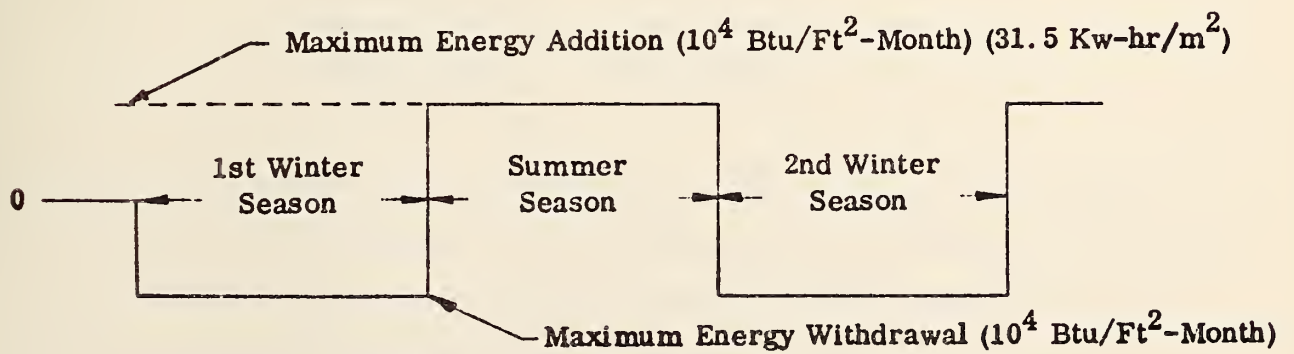 Maximum Energy Addition (10⁴ Btu/Ft²-Month) (31.5 Kw-hr/m²)
1st Winter
Season
Summer
Season
2nd Winter
Season
0
Maximum Energy Withdrawal (10⁴ Btu/Ft²-Month)